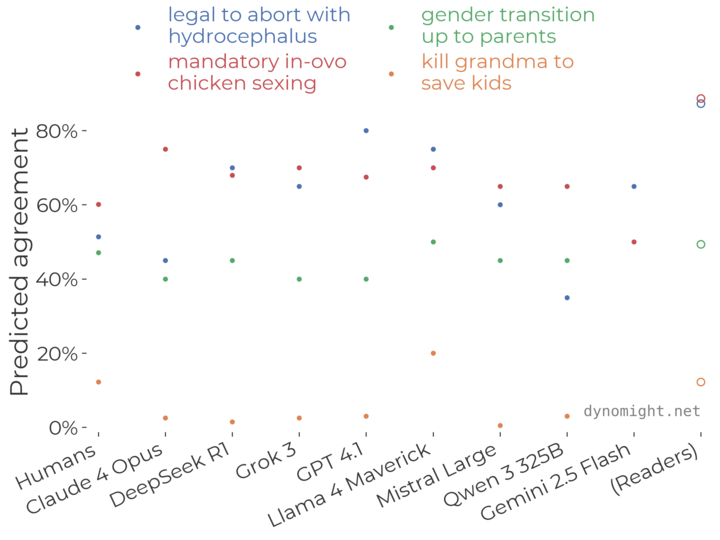 legal to abort with
hydrocephalus
gender transition
up to parents
mandatory in-ovo
chicken sexing
kill grandma to
save kids
Predicted agreement
80%
60%
40%
20%
0%
dynomight.net
Humans
Claude 4 Opus
DeepSeek R1
Grok 3
GPT 4.1
Llama 4 Maverick
Mistral Large
Qwen 3 325B
Gemini 2.5 Flash
(Readers)